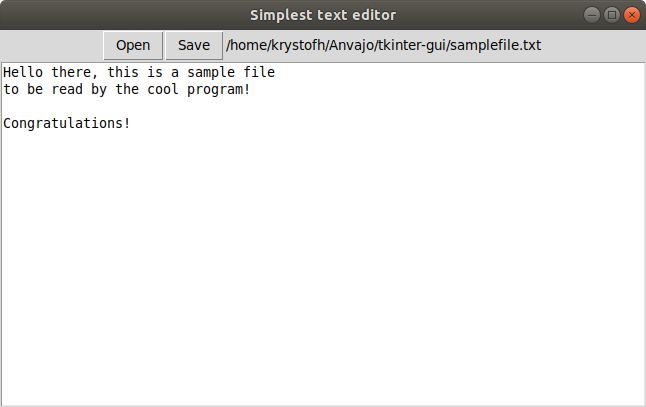 Simplest text editor
Open Save /home/krystofh/Anvajo/tkinter-gui/samplefile.txt
Hello there, this is a sample file
to be read by the cool program!
Congratulations!